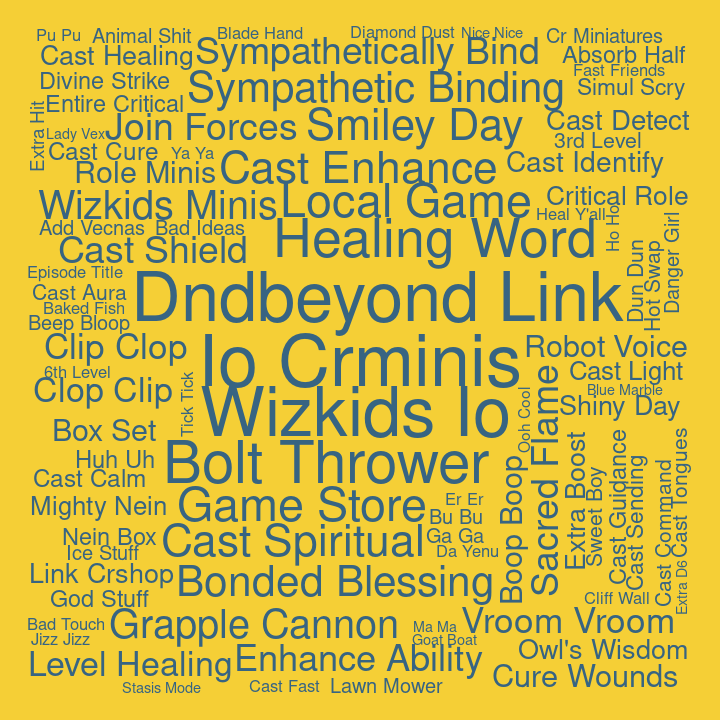 Pu Pu
Animal Shit
Blade Hand
Diamond Dust
Nice Nice
Cr Miniatures
Cast Healing
Sympathetically Bind
Absorb Half
Fast Friends
Divine Strike
Sympathetic Binding
Simul Scry
Entire Critical
Extra Hit
Lady Vex
Join Forces
Smiley Day
Cast Detect
3rd Level
Cast Cure
Ya Ya
Role Minis
Cast Enhance
Cast Identify
Wizkids Minis
Local Game
Critical Role
Heal Y'all
Ho Ho
Add Vecnas
Bad Ideas
Cast Shield
Healing Word
Dun Dun
Hot Swap
Danger Girl
Episode Title
Cast Aura
Dndbeyond Link
Baked Fish
Beep Bloop
Clip Clop
Io Crminis
Robot Voice
6th Level
Cast Light
Clop Clip
Tick Tick
Wizkids Io
Blue Marble
Ooh Cool
Sacred Flame
Shiny Day
Box Set
Bolt Thrower
Huh Uh
Cast Calm
Boop Boop
Extra Boost
Sweet Boy
Cast Guidance
Cast Sending
Cast Command
Cast Tongues
Extra D6
Mighty Nein
Game Store
Er Er
Bu Bu
Nein Box
Cast Spiritual
Ga Ga
Ice Stuff
Da Yenu
Link Crshop
Bonded Blessing
God Stuff
Cliff Wall
Bad Touch
Grapple Cannon
Ma Ma
Vroom Vroom
Jizz Jizz
Goat Boat
Level Healing
Enhance Ability
Owl's Wisdom
Stasis Mode
Cast Fast
Lawn Mower
Cure Wounds